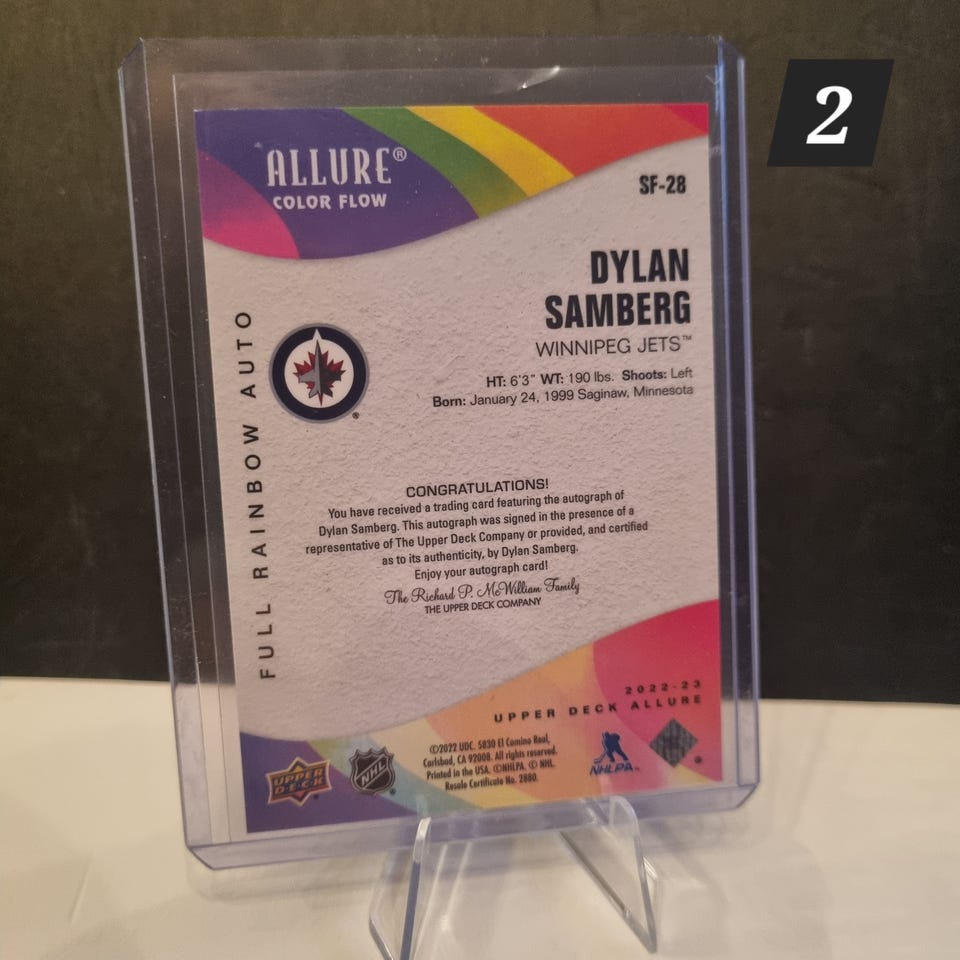 2
ALLURE®
COLOR FLOW
SF-28
DYLAN
SAMBERG
WINNIPEG JETS™
HT: 6'3" WT: 190 lbs. Shoots: Left
Born: January 24, 1999 Saginaw, Minnesota
FULL RAINBOW AUTO
CONGRATULATIONS!
You have received a trading card featuring the autograph of
Dylan Samberg. This autograph was signed in the presence of a
representative of The Upper Deck Company or provided, and certified
as to its authenticity, by Dylan Samberg.
Enjoy your autograph card!
The Richard P. McWilliam Family
THE UPPER DECK COMPANY
2022-23
UPPER DECK ALLURE
UPPER DECK
NHL
©2022 UDC. 5830 El Camino Real,
Carlsbad, CA 92008. All rights reserved.
Printed in the USA. ©NHLPA. © NHL.
Resale Certificate No. 2880.
NHLPA™